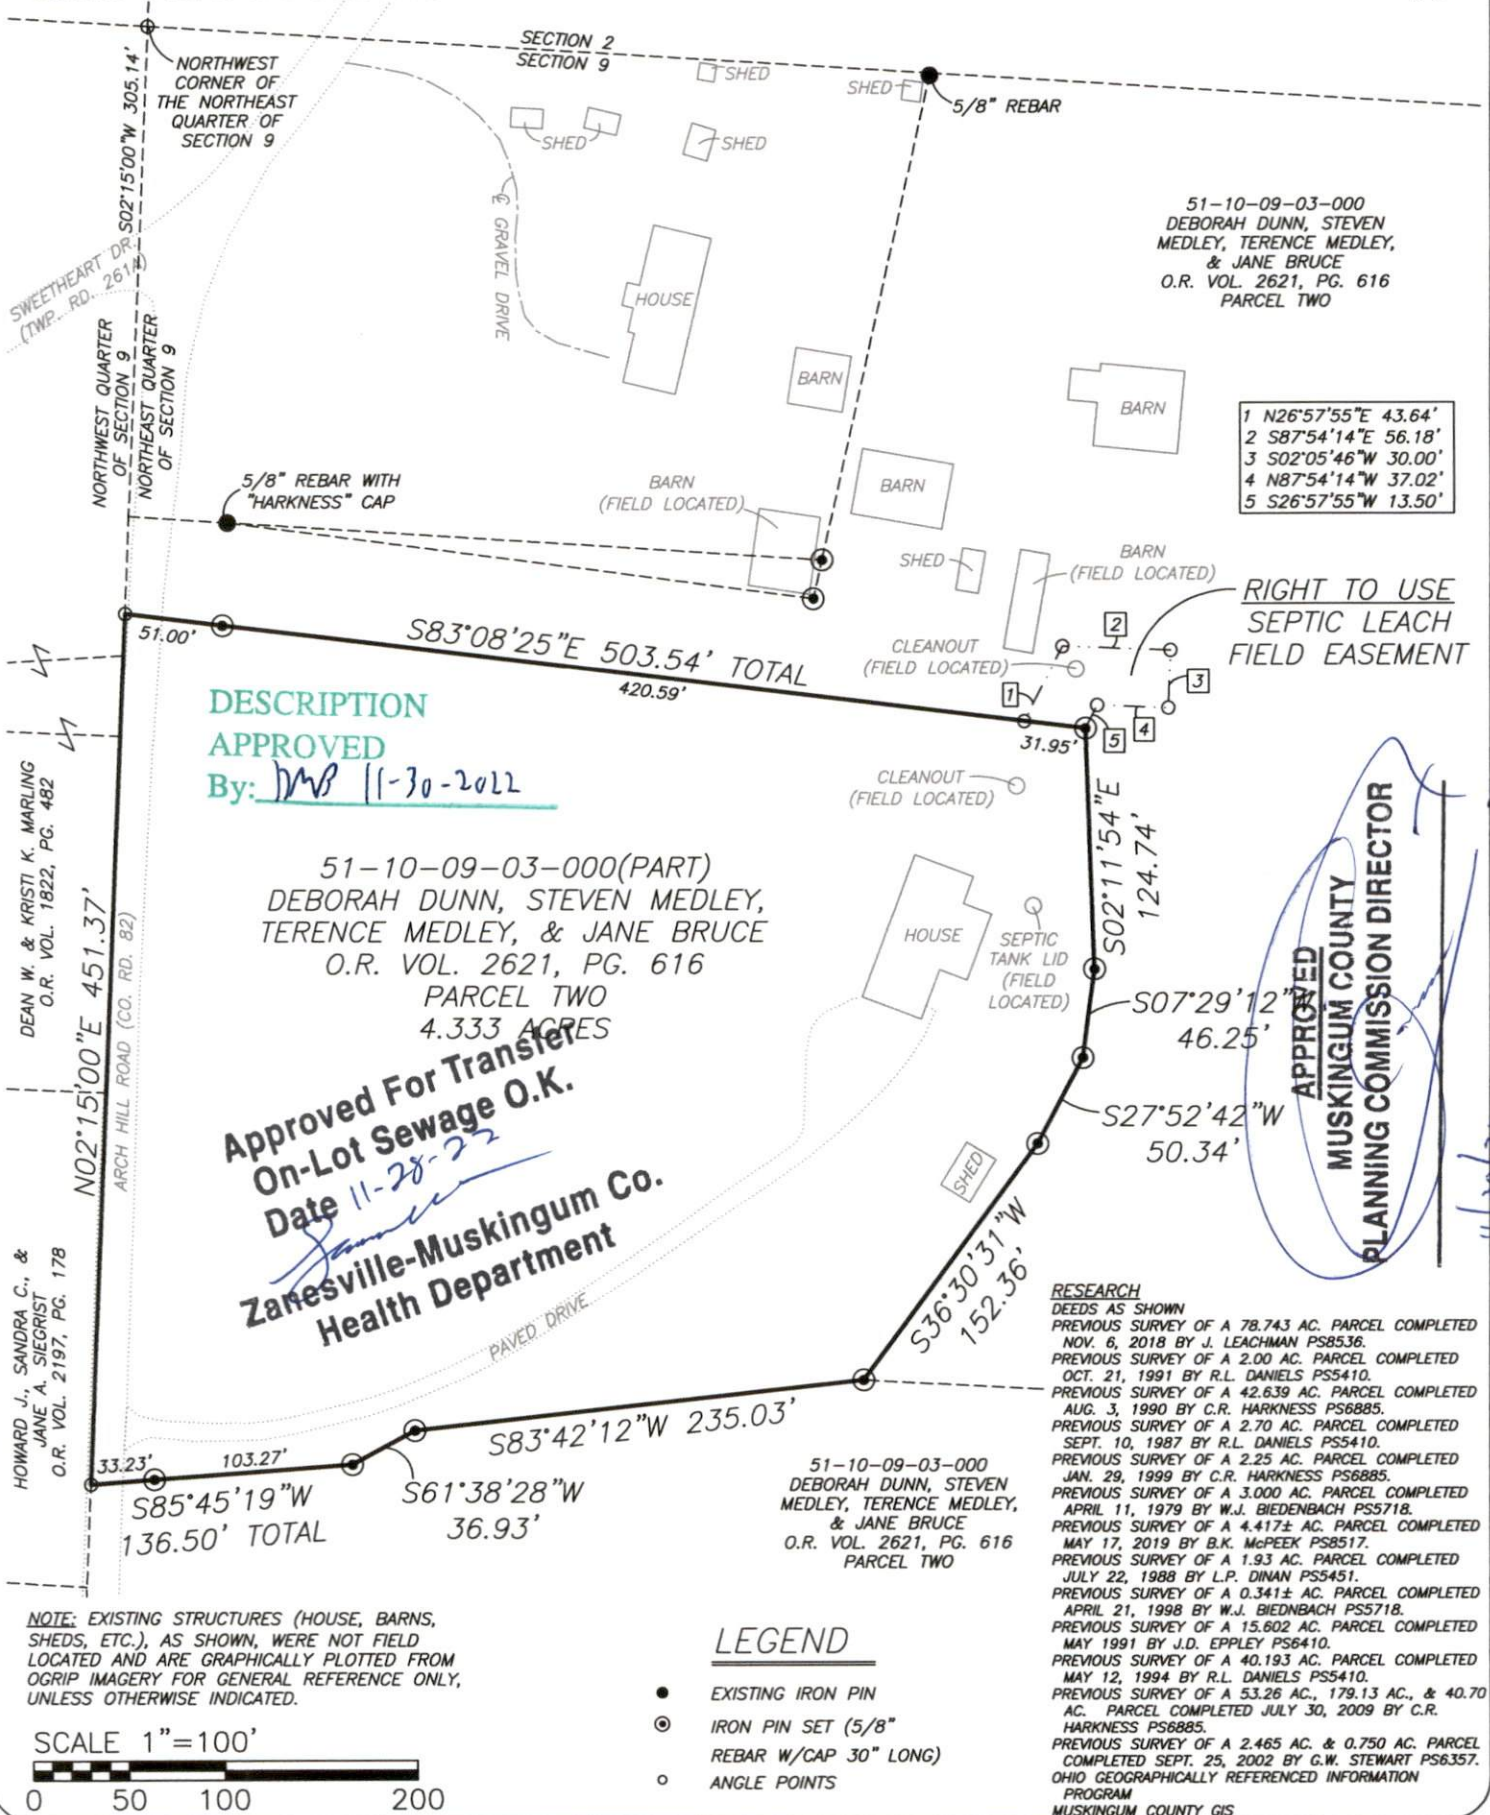 SECTION 2
SECTION 9
S02°15'00"W 305.14'
NORTHWEST
CORNER OF
THE NORTHEAST
QUARTER OF
SECTION 9
SHED
SHED
SHED
SHED
5/8" REBAR
℄ GRAVEL DRIVE
SWEETHEART DR.
(TWP. RD. 261A)
HOUSE
51-10-09-03-000
DEBORAH DUNN, STEVEN
MEDLEY, TERENCE MEDLEY,
& JANE BRUCE
O.R. VOL. 2621, PG. 616
PARCEL TWO
NORTHWEST QUARTER
OF SECTION 9
NORTHEAST QUARTER
OF SECTION 9
BARN
BARN
1 N26°57'55"E 43.64'
2 S87°54'14"E 56.18'
3 S02°05'46"W 30.00'
4 N87°54'14"W 37.02'
5 S26°57'55"W 13.50'
5/8" REBAR WITH
"HARKNESS" CAP
BARN
(FIELD LOCATED)
BARN
SHED
BARN
(FIELD LOCATED)
RIGHT TO USE
SEPTIC LEACH
FIELD EASEMENT
51.00'
S83°08'25"E 503.54' TOTAL
420.59'
CLEANOUT
(FIELD LOCATED)
2
1
3
4
5
31.95'
DESCRIPTION
APPROVED
By: DMB 11-30-2022
CLEANOUT
(FIELD LOCATED)
S02°11'54"E
124.74'
DEAN W. & KRISTI K. MARLING
O.R. VOL. 1822, PG. 482
N02°15'00"E 451.37'
ARCH HILL ROAD (CO. RD. 82)
51-10-09-03-000(PART)
DEBORAH DUNN, STEVEN MEDLEY,
TERENCE MEDLEY, & JANE BRUCE
O.R. VOL. 2621, PG. 616
PARCEL TWO
4.333 ACRES
HOUSE
SEPTIC
TANK LID
(FIELD
LOCATED)
S07°29'12"W
46.25'
S27°52'42"W
50.34'
APPROVED
MUSKINGUM COUNTY
PLANNING COMMISSION DIRECTOR
Approved For Transfer
On-Lot Sewage O.K.
Date 11-28-22
Zanesville-Muskingum Co.
Health Department
SHED
S36°30'31"W
152.36'
HOWARD J., SANDRA C., &
JANE A. SIEGRIST
O.R. VOL. 2197, PG. 178
PAVED DRIVE
33.23'
103.27'
S85°45'19"W
136.50' TOTAL
S61°38'28"W
36.93'
S83°42'12"W 235.03'
51-10-09-03-000
DEBORAH DUNN, STEVEN
MEDLEY, TERENCE MEDLEY,
& JANE BRUCE
O.R. VOL. 2621, PG. 616
PARCEL TWO
RESEARCH
DEEDS AS SHOWN
PREVIOUS SURVEY OF A 78.743 AC. PARCEL COMPLETED
NOV. 6, 2018 BY J. LEACHMAN PS8536.
PREVIOUS SURVEY OF A 2.00 AC. PARCEL COMPLETED
OCT. 21, 1991 BY R.L. DANIELS PS5410.
PREVIOUS SURVEY OF A 42.639 AC. PARCEL COMPLETED
AUG. 3, 1990 BY C.R. HARKNESS PS6885.
PREVIOUS SURVEY OF A 2.70 AC. PARCEL COMPLETED
SEPT. 10, 1987 BY R.L. DANIELS PS5410.
PREVIOUS SURVEY OF A 2.25 AC. PARCEL COMPLETED
JAN. 29, 1999 BY C.R. HARKNESS PS6885.
PREVIOUS SURVEY OF A 3.000 AC. PARCEL COMPLETED
APRIL 11, 1979 BY W.J. BIEDENBACH PS5718.
PREVIOUS SURVEY OF A 4.417± AC. PARCEL COMPLETED
MAY 17, 2019 BY B.K. McPEEK PS8517.
PREVIOUS SURVEY OF A 1.93 AC. PARCEL COMPLETED
JULY 22, 1988 BY L.P. DINAN PS5451.
PREVIOUS SURVEY OF A 0.341± AC. PARCEL COMPLETED
APRIL 21, 1998 BY W.J. BIEDNBACH PS5718.
PREVIOUS SURVEY OF A 15.602 AC. PARCEL COMPLETED
MAY 1991 BY J.D. EPPLEY PS6410.
PREVIOUS SURVEY OF A 40.193 AC. PARCEL COMPLETED
MAY 12, 1994 BY R.L. DANIELS PS5410.
PREVIOUS SURVEY OF A 53.26 AC., 179.13 AC., & 40.70
AC. PARCEL COMPLETED JULY 30, 2009 BY C.R.
HARKNESS PS6885.
PREVIOUS SURVEY OF A 2.465 AC. & 0.750 AC. PARCEL
COMPLETED SEPT. 25, 2002 BY G.W. STEWART PS6357.
OHIO GEOGRAPHICALLY REFERENCED INFORMATION
PROGRAM
MUSKINGUM COUNTY GIS
NOTE: EXISTING STRUCTURES (HOUSE, BARNS,
SHEDS, ETC.), AS SHOWN, WERE NOT FIELD
LOCATED AND ARE GRAPHICALLY PLOTTED FROM
OGRIP IMAGERY FOR GENERAL REFERENCE ONLY,
UNLESS OTHERWISE INDICATED.
SCALE 1"=100'
0 50 100 200
LEGEND
EXISTING IRON PIN
IRON PIN SET (5/8"
REBAR W/CAP 30" LONG)
ANGLE POINTS